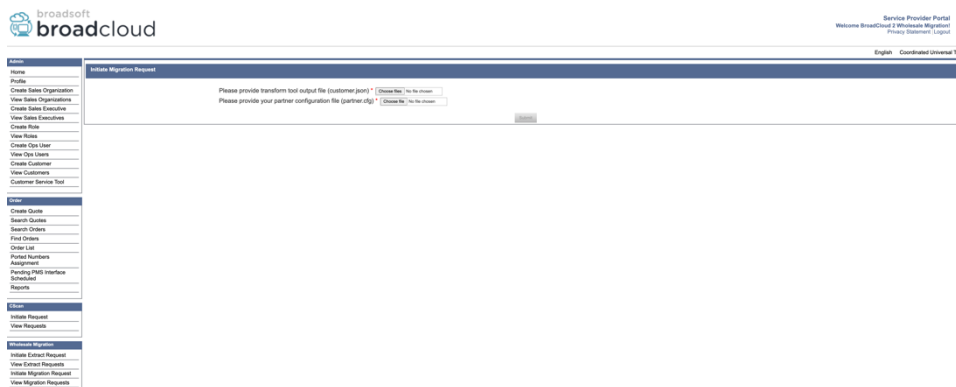 broadsoft
broadcloud
Service Provider Portal
Welcome BroadCloud 2 Wholesale Migration!
Privacy Statement | Logout
English Coordinated Universal T
Admin
Home
Profile
Create Sales Organization
View Sales Organizations
Create Sales Executive
View Sales Executives
Create Role
View Roles
Create Ops User
View Ops Users
Create Customer
View Customers
Customer Service Tool
Initiate Migration Request
Please provide transform tool output file (customer.json) * Choose files No file chosen
Please provide your partner configuration file (partner.cfg) * Choose file No file chosen
Submit
Order
Create Quote
Search Quotes
Search Orders
Find Orders
Order List
Ported Numbers
Assignment
Pending PMS Interface
Scheduled
Reports
CScan
Initiate Request
View Requests
Wholesale Migration
Initiate Extract Request
View Extract Requests
Initiate Migration Request
View Migration Requests